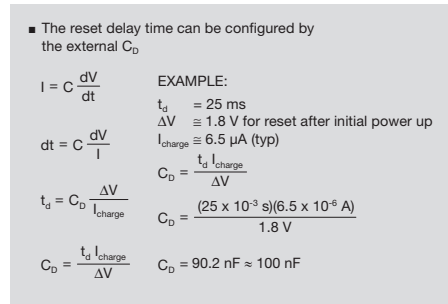 ■ The reset delay time can be configured by
the external C_D
I = C dV/dt
dt = C dV/I
t_d = C_D ΔV/I_charge
C_D = t_d I_charge/ΔV
EXAMPLE:
t_d = 25 ms
ΔV ≅ 1.8 V for reset after initial power up
I_charge ≅ 6.5 µA (typ)
C_D = t_d I_charge/ΔV
C_D = (25 x 10⁻³ s)(6.5 x 10⁻⁶ A)/1.8 V
C_D = 90.2 nF ≈ 100 nF